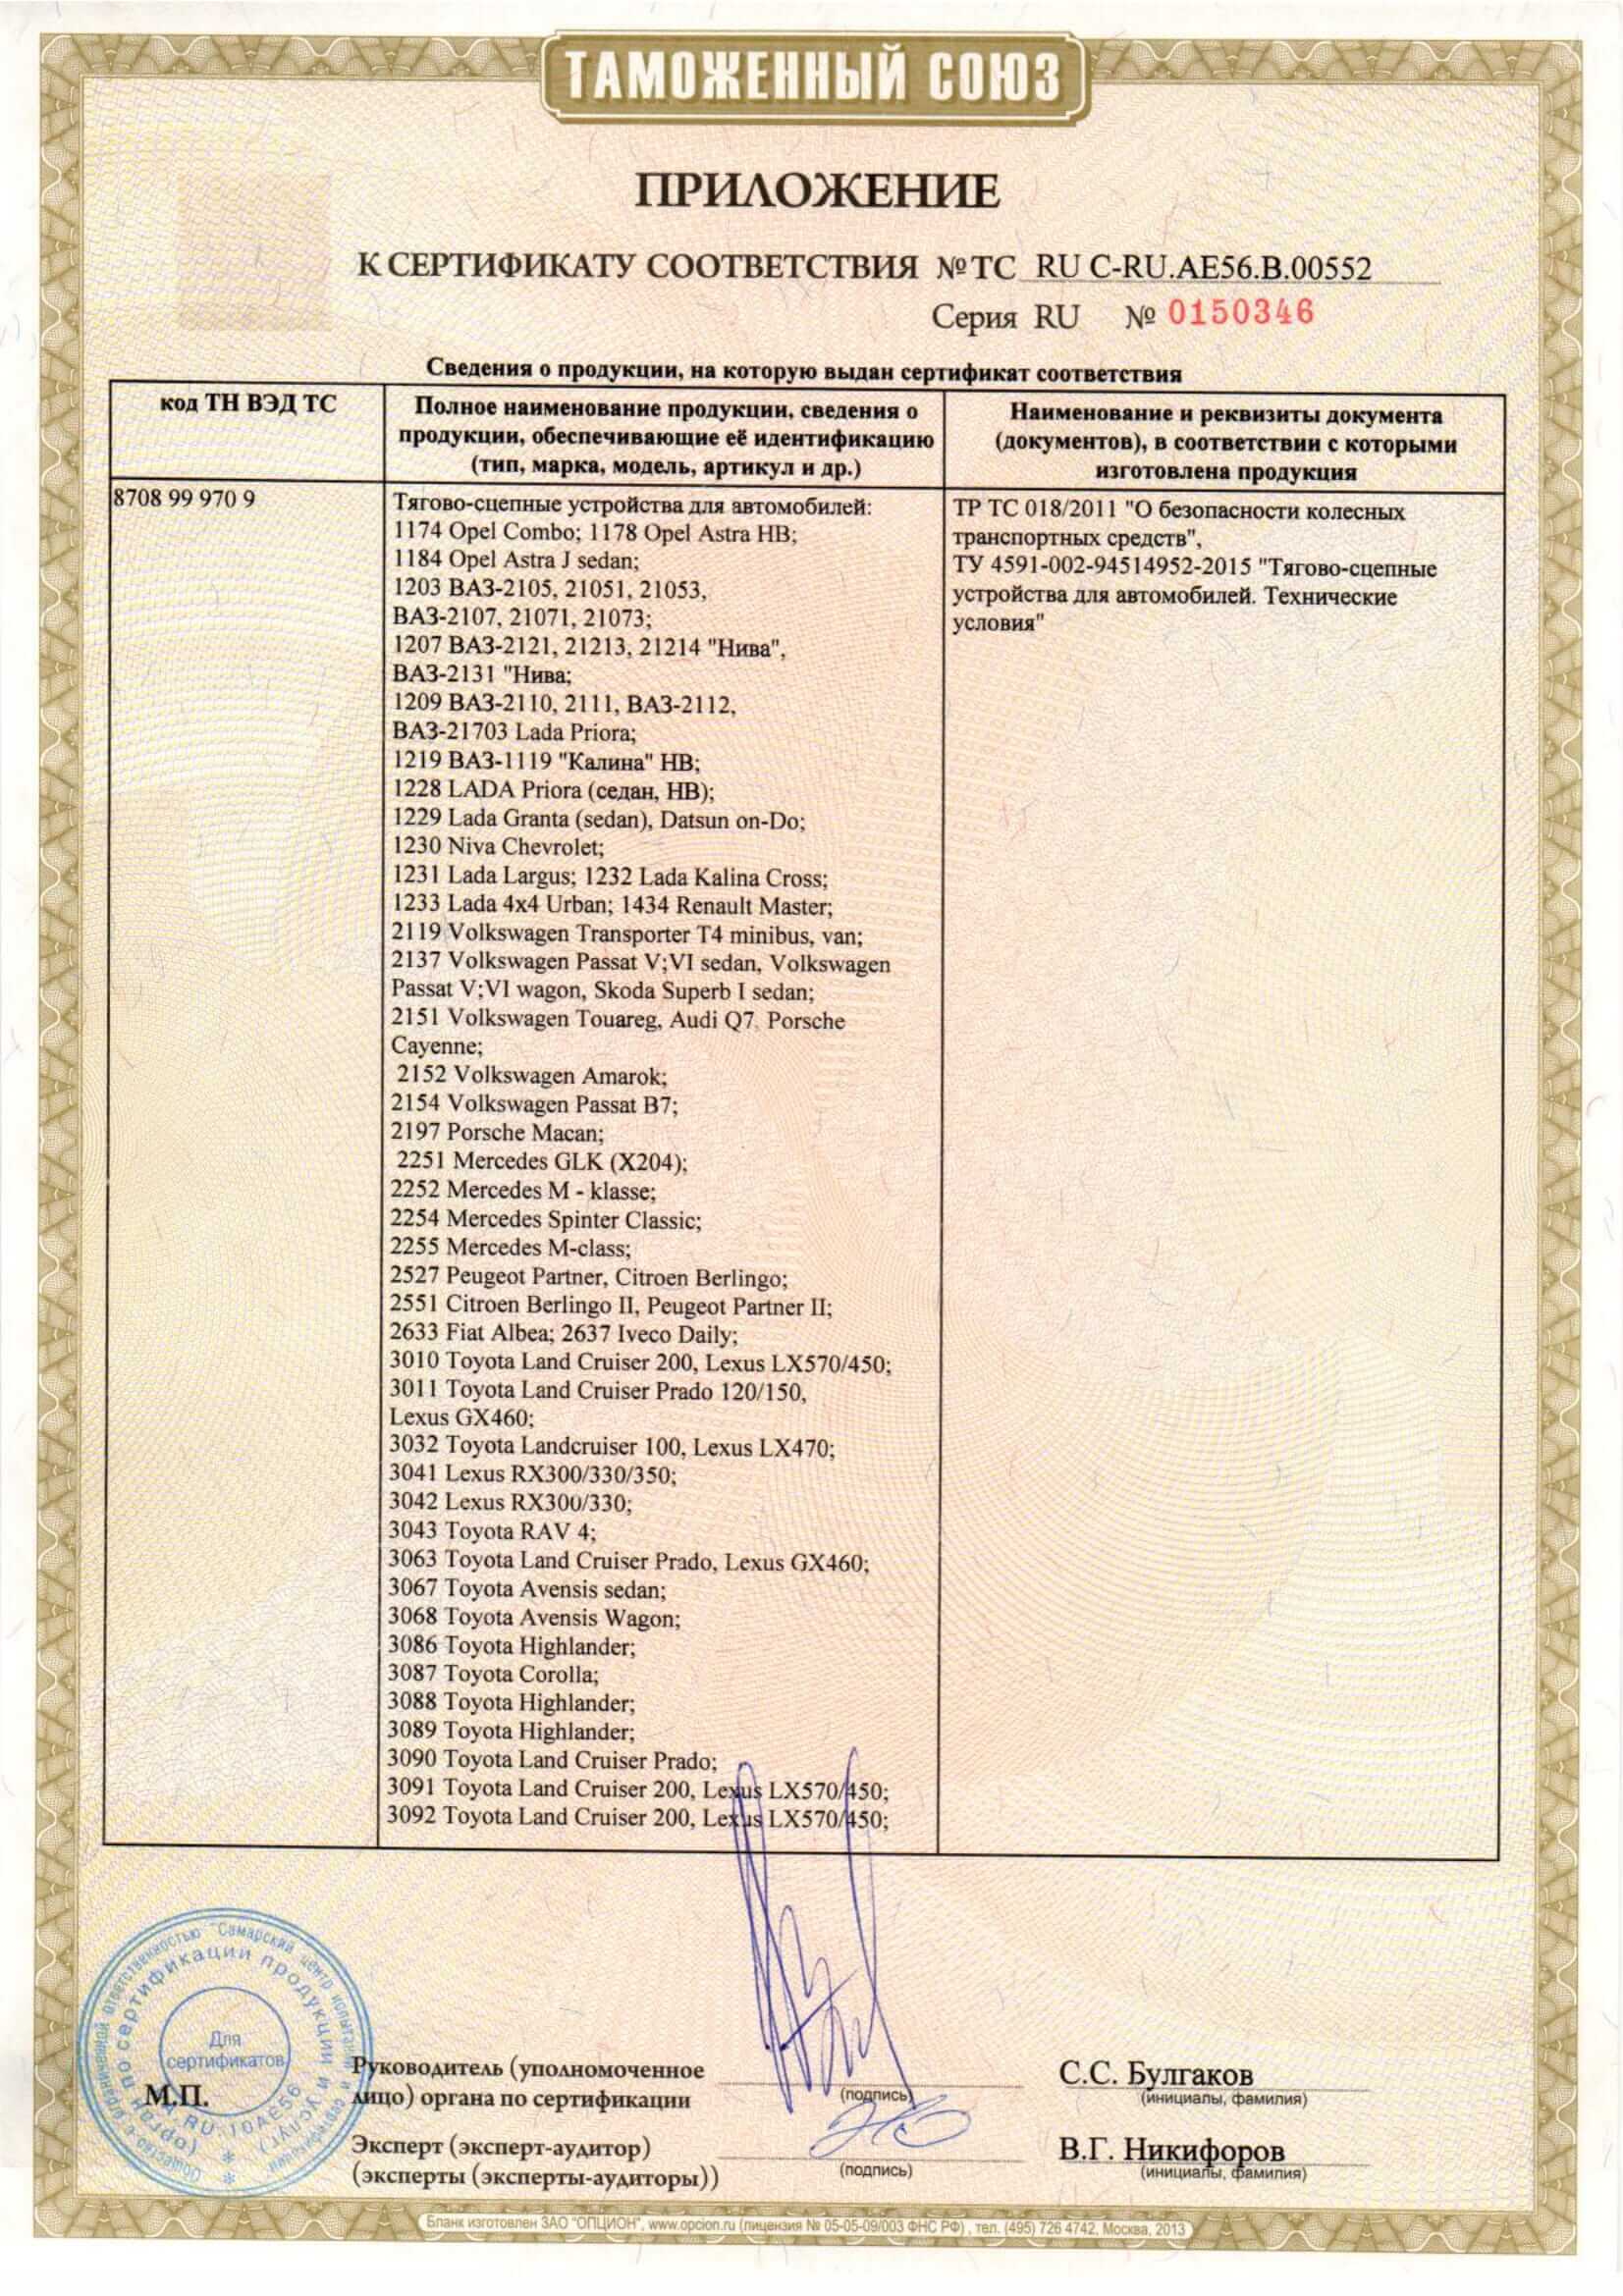 ТАМОЖЕННЫЙ СОЮЗ
ПРИЛОЖЕНИЕ
К СЕРТИФИКАТУ СООТВЕТСТВИЯ №ТС RU C-RU.АЕ56.В.00552
Серия RU № 0150346
Сведения о продукции, на которую выдан сертификат соответствия
код ТН ВЭД ТС
Полное наименование продукции, сведения о
продукции, обеспечивающие её идентификацию
(тип, марка, модель, артикул и др.)
Наименование и реквизиты документа
(документов), в соответствии с которыми
изготовлена продукция
8708 99 970 9
Тягово-сцепные устройства для автомобилей:
1174 Opel Combo; 1178 Opel Astra HB;
1184 Opel Astra J sedan;
1203 ВАЗ-2105, 21051, 21053,
ВАЗ-2107, 21071, 21073;
1207 ВАЗ-2121, 21213, 21214 "Нива",
ВАЗ-2131 "Нива;
1209 ВАЗ-2110, 2111, ВАЗ-2112,
ВАЗ-21703 Lada Priora;
1219 ВАЗ-1119 "Калина" HB;
1228 LADA Priora (седан, HB);
1229 Lada Granta (sedan), Datsun on-Do;
1230 Niva Chevrolet;
1231 Lada Largus; 1232 Lada Kalina Cross;
1233 Lada 4x4 Urban; 1434 Renault Master;
2119 Volkswagen Transporter T4 minibus, van;
2137 Volkswagen Passat V;VI sedan, Volkswagen
Passat V;VI wagon, Skoda Superb I sedan;
2151 Volkswagen Touareg, Audi Q7, Porsche
Cayenne;
2152 Volkswagen Amarok;
2154 Volkswagen Passat B7;
2197 Porsche Macan;
2251 Mercedes GLK (X204);
2252 Mercedes M - klasse;
2254 Mercedes Spinter Classic;
2255 Mercedes M-class;
2527 Peugeot Partner, Citroen Berlingo;
2551 Citroen Berlingo II, Peugeot Partner II;
2633 Fiat Albea; 2637 Iveco Daily;
3010 Toyota Land Cruiser 200, Lexus LX570/450;
3011 Toyota Land Cruiser Prado 120/150,
Lexus GX460;
3032 Toyota Landcruiser 100, Lexus LX470;
3041 Lexus RX300/330/350;
3042 Lexus RX300/330;
3043 Toyota RAV 4;
3063 Toyota Land Cruiser Prado, Lexus GX460;
3067 Toyota Avensis sedan;
3068 Toyota Avensis Wagon;
3086 Toyota Highlander;
3087 Toyota Corolla;
3088 Toyota Highlander;
3089 Toyota Highlander;
3090 Toyota Land Cruiser Prado;
3091 Toyota Land Cruiser 200, Lexus LX570/450;
3092 Toyota Land Cruiser 200, Lexus LX570/450;
ТР ТС 018/2011 "О безопасности колесных
транспортных средств",
ТУ 4591-002-94514952-2015 "Тягово-сцепные
устройства для автомобилей. Технические
условия"
Для
сертификатов
М.П.
Руководитель (уполномоченное
лицо) органа по сертификации
(подпись)
С.С. Булгаков
(инициалы, фамилия)
Эксперт (эксперт-аудитор)
(эксперты (эксперты-аудиторы))
(подпись)
В.Г. Никифоров
(инициалы, фамилия)
Бланк изготовлен ЗАО "ОПЦИОН", www.opcion.ru (лицензия № 05-05-09/003 ФНС РФ), тел. (495) 726 4742, Москва, 2013